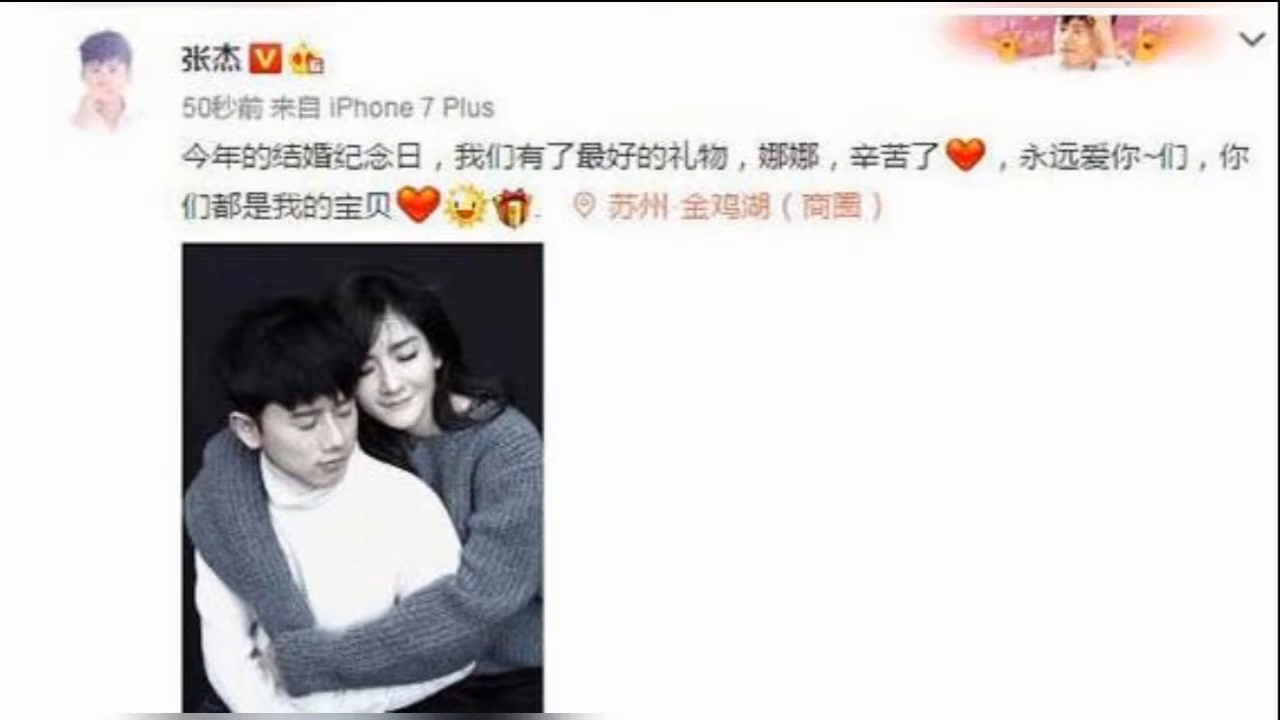 张杰
50秒前 来自 iPhone 7 Plus
今年的结婚纪念日，我们有了最好的礼物，娜娜，辛苦了，永远爱你~们，你
们都是我的宝贝 苏州·金鸡湖（商圈）